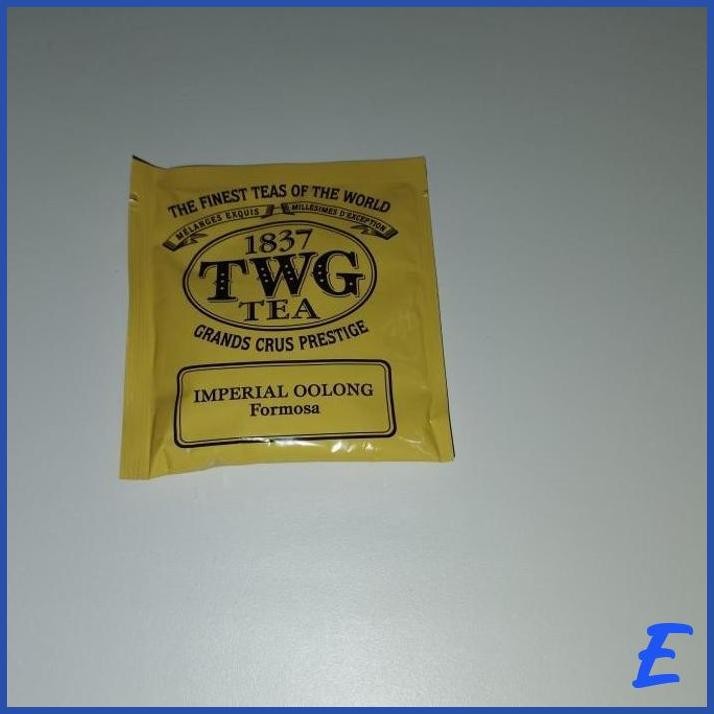 THE FINEST TEAS OF THE WORLD
MÉLANGES EXQUIS MILLÉSIMES D'EXCEPTION
1837
TWG
TEA
GRANDS CRUS PRESTIGE
IMPERIAL OOLONG
Formosa
E